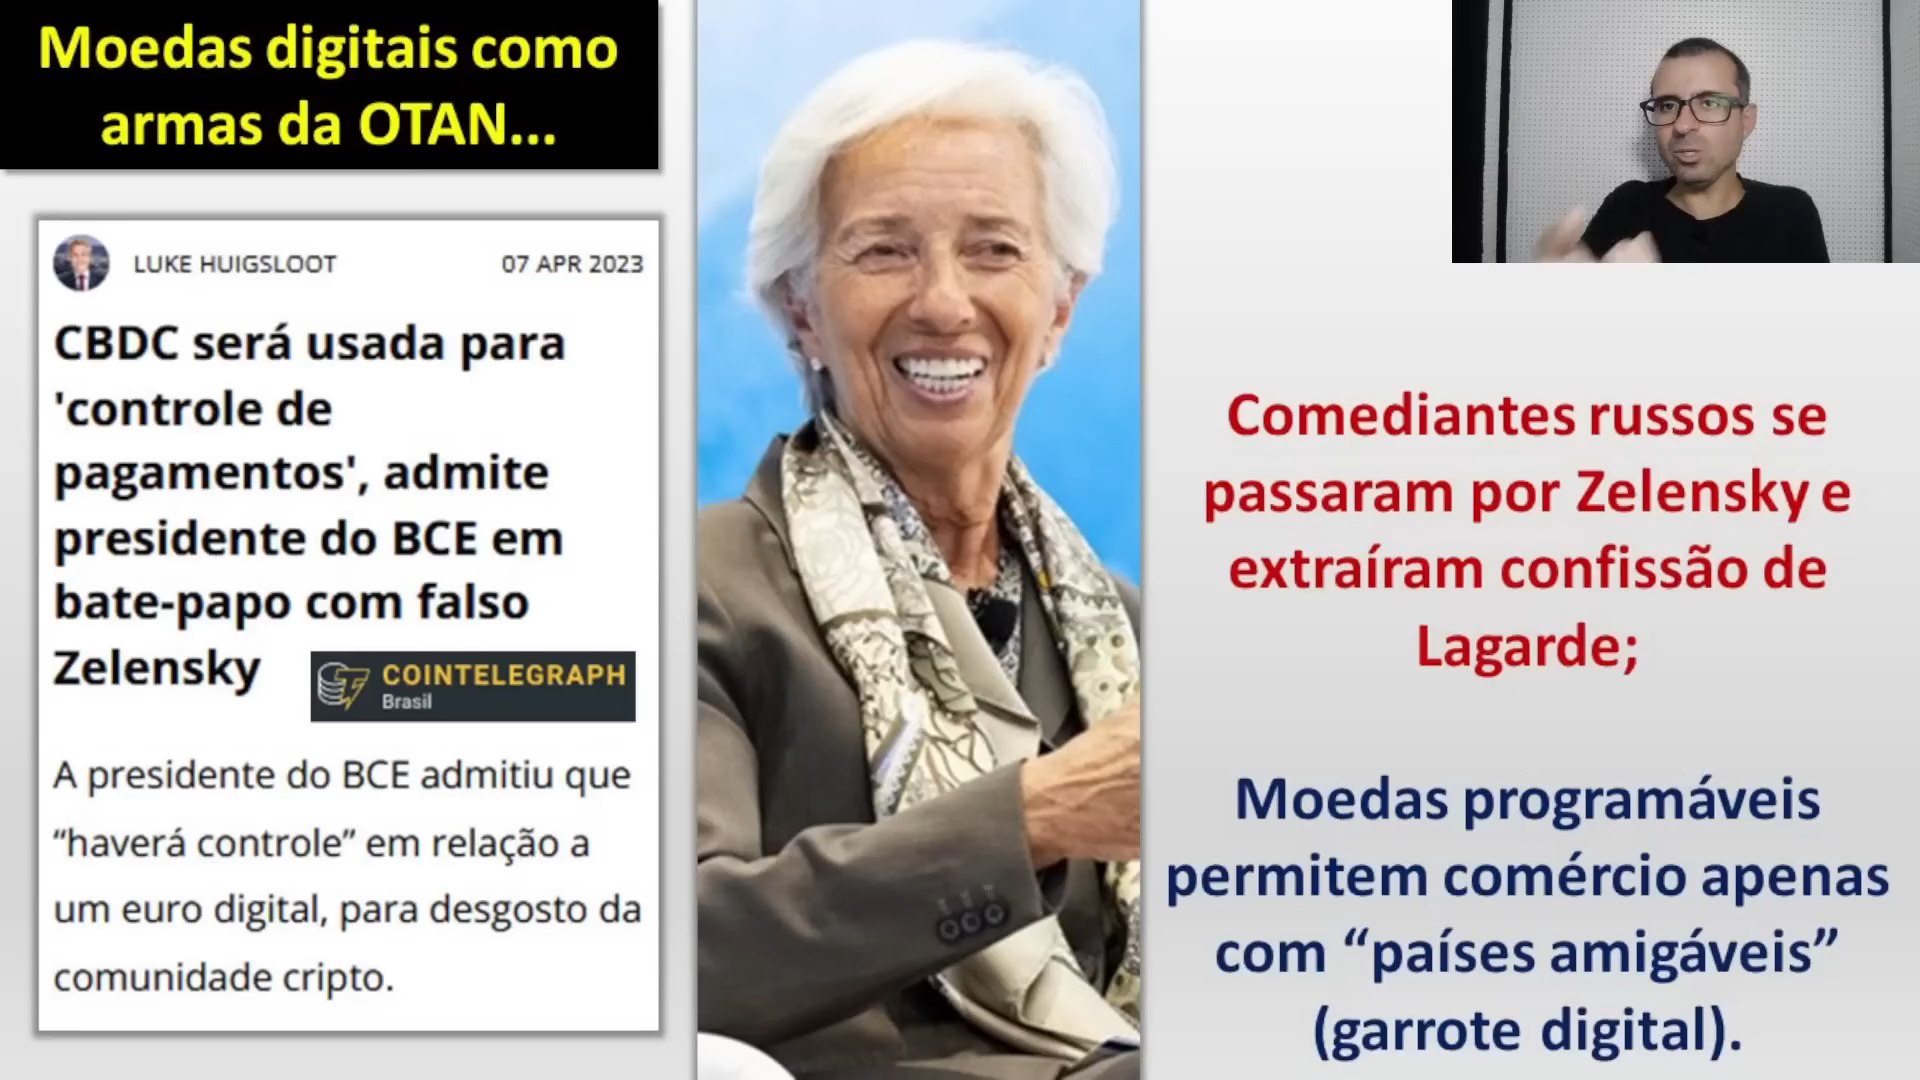 Moedas digitais como
armas da OTAN...
LUKE HUIGSLOOT
07 APR 2023
CBDC será usada para
'controle de
pagamentos', admite
presidente do BCE em
bate-papo com falso
Zelensky
COINTELEGRAPH
Brasil
A presidente do BCE admitiu que
“haverá controle” em relação a
um euro digital, para desgosto da
comunidade cripto.
Comediantes russos se
passaram por Zelensky e
extraíram confissão de
Lagarde;
Moedas programáveis
permitem comércio apenas
com “países amigáveis”
(garrote digital).